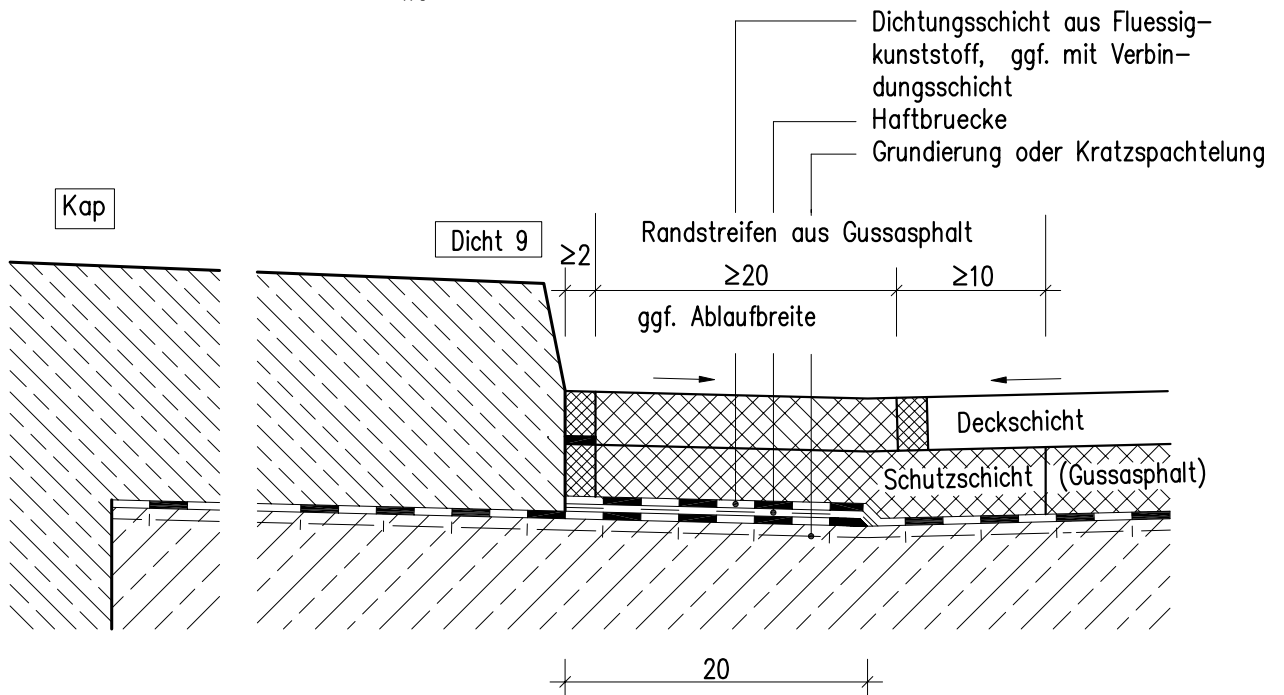 Dichtungsschicht aus Fluessig-
kunststoff, ggf. mit Verbin-
dungsschicht
Haftbruecke
Grundierung oder Kratzspachtelung
Kap
Dicht 9
Randstreifen aus Gussasphalt
≥2
≥20
≥10
ggf. Ablaufbreite
Deckschicht
Schutzschicht
(Gussasphalt)
20